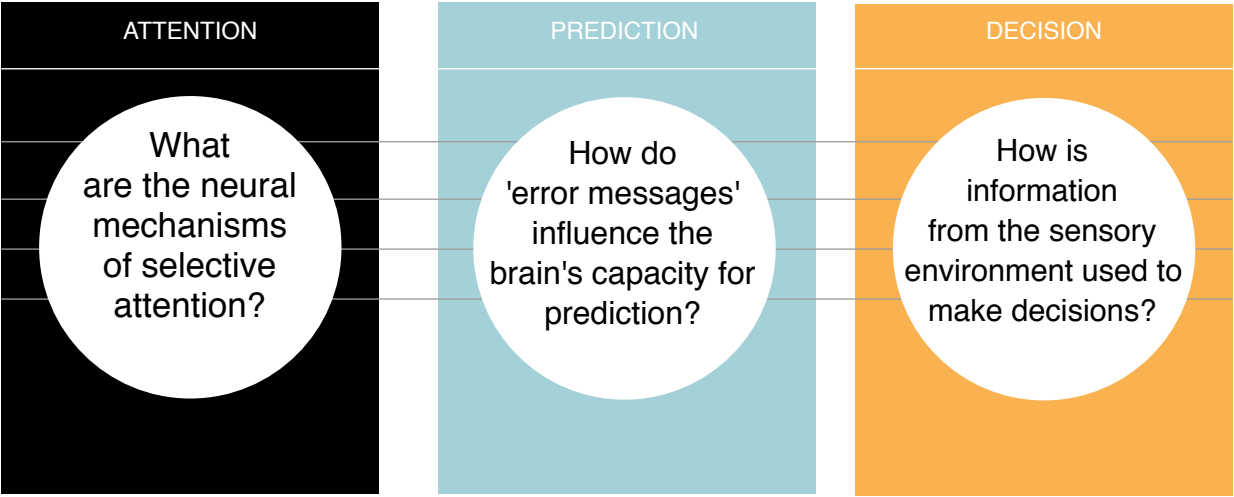 ATTENTION
What
are the neural
mechanisms
of selective
attention?
PREDICTION
How do
'error messages'
influence the
brain's capacity for
prediction?
DECISION
How is
information
from the sensory
environment used to
make decisions?